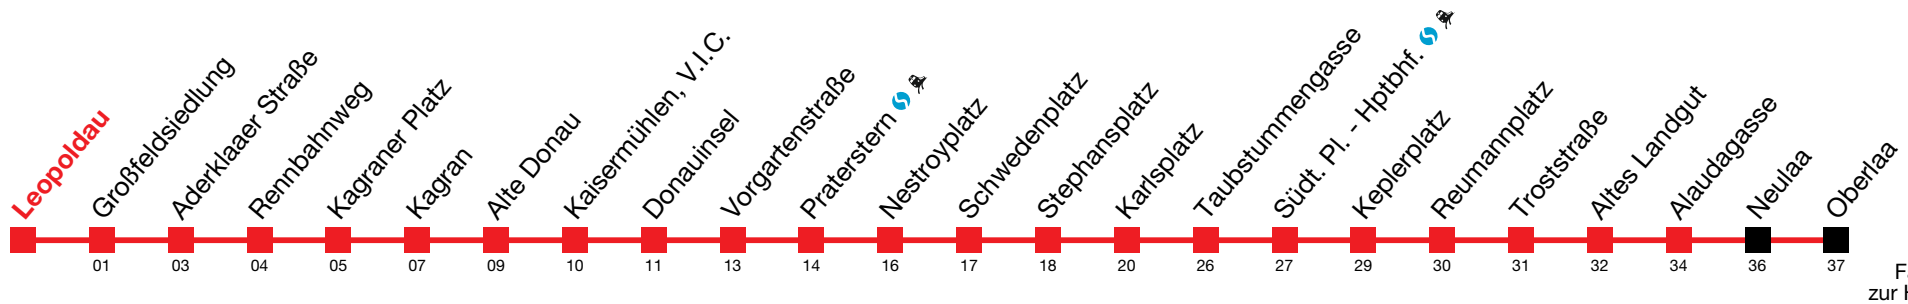 Leopoldau
Großfeldsiedlung
Aderklaaer Straße
Rennbahnweg
Kagraner Platz
Kagran
Alte Donau
Kaisermühlen, V.I.C.
Donauinsel
Vorgartenstraße
Praterstern
Nestroyplatz
Schwedenplatz
Stephansplatz
Karlsplatz
Taubstummengasse
Südt. Pl. - Hptbhf.
Keplerplatz
Reumannplatz
Troststraße
Altes Landgut
Alaudagasse
Neulaa
Oberlaa
01 03 04 05 07 09 10 11 13 14 16 17 18 20 26 27 29 30 31 32 34 36 37
zur